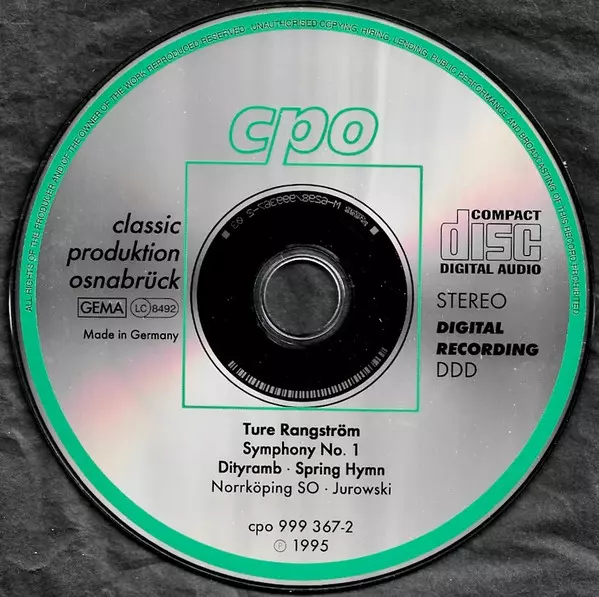 ALL RIGHTS OF THE PRODUCER AND OF THE OWNER OF THE WORK REPRODUCED RESERVED. UNAUTHORISED COPYING, HIRING, LENDING, PUBLIC PERFORMANCE AND BROADCASTING OF THIS RECORD PROHIBITED
cpo
classic
produktion
osnabrück
GEMA LC 8492
Made in Germany
COMPACT
disc
DIGITAL AUDIO
STEREO
DIGITAL
RECORDING
DDD
Ture Rangström
Symphony No. 1
Dityramb · Spring Hymn
Norrköping SO · Jurowski
cpo 999 367-2
℗ 1995